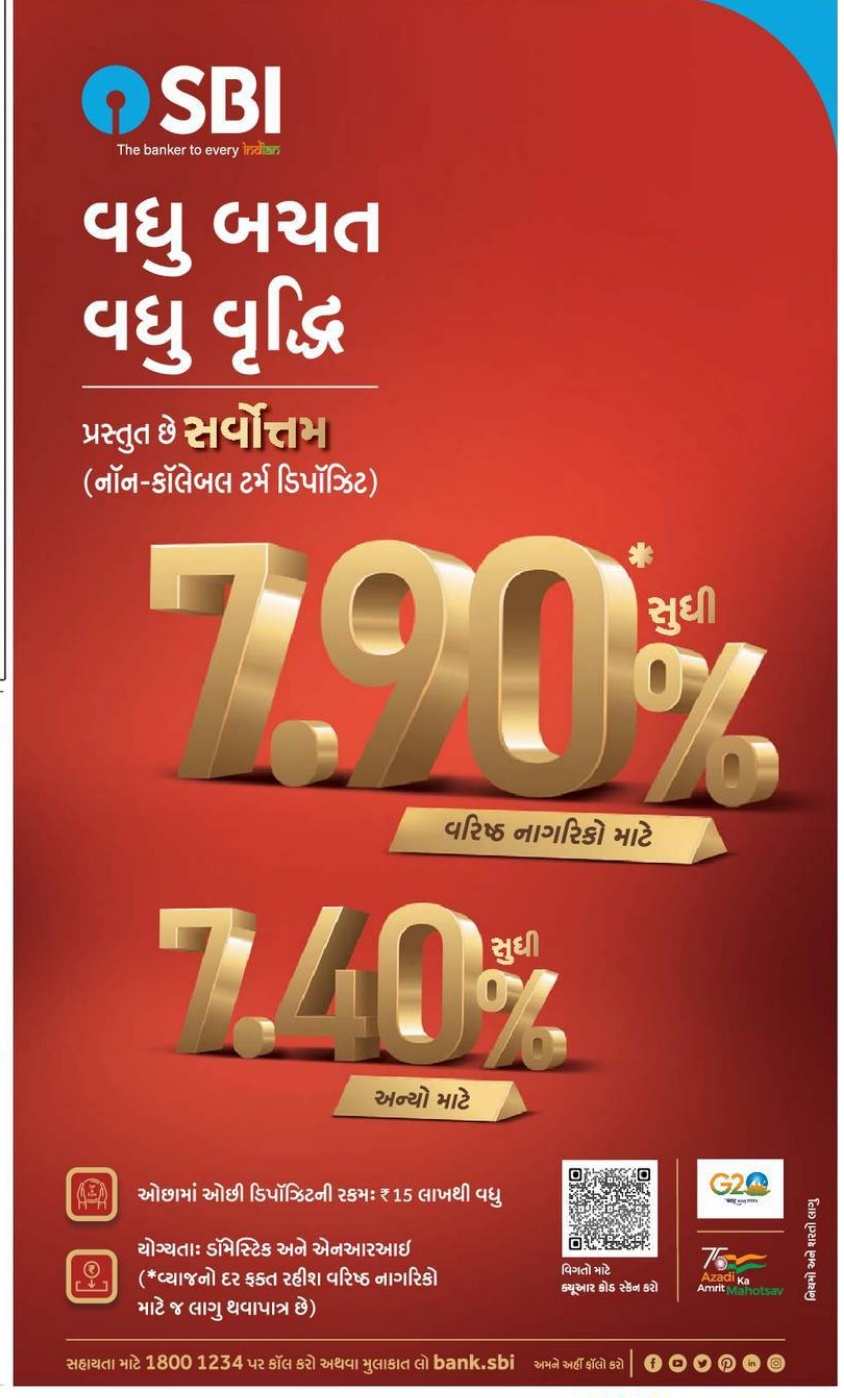 SBI
The banker to every Indian
વધુ બચત
વધુ વૃદ્ધિ
પ્રસ્તુત છે સર્વોત્તમ
(નૉન-કૉલેબલ ટર્મ ડિપૉઝિટ)
7.90%* સુધી
વરિષ્ઠ નાગરિકો માટે
7.40% સુધી
અન્યો માટે
ઓછામાં ઓછી ડિપૉઝિટની રકમઃ ₹ 15 લાખથી વધુ
યોગ્યતાઃ ડૉમેસ્ટિક અને એનઆરઆઈ
(*વ્યાજનો દર ફક્ત રહીશ વરિષ્ઠ નાગરિકો
માટે જ લાગુ થવાપાત્ર છે)
વિગતો માટે
ક્યૂઆર કોડ સ્કૅન કરો
G20
75
Azadi Ka
Amrit Mahotsav
નિયમો અને શરતો લાગુ
સહાયતા માટે 1800 1234 પર કૉલ કરો અથવા મુલાકાત લો bank.sbi અમને અહીં ફૉલો કરો